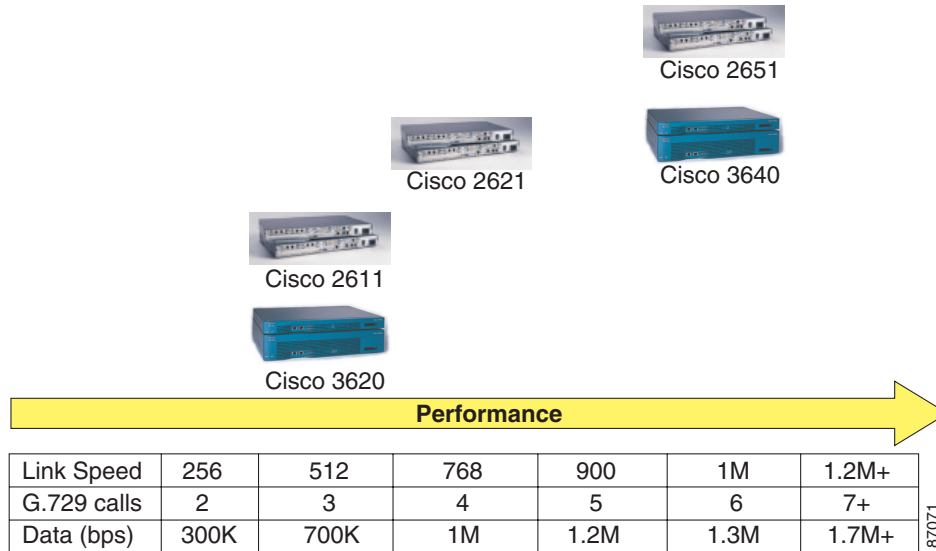 Cisco 2651
Cisco 3640
Cisco 2621
Cisco 2611
Cisco 3620
Performance
Link Speed 256 512 768 900 1M 1.2M+
G.729 calls 2 3 4 5 6 7+
Data (bps) 300K 700K 1M 1.2M 1.3M 1.7M+
87071